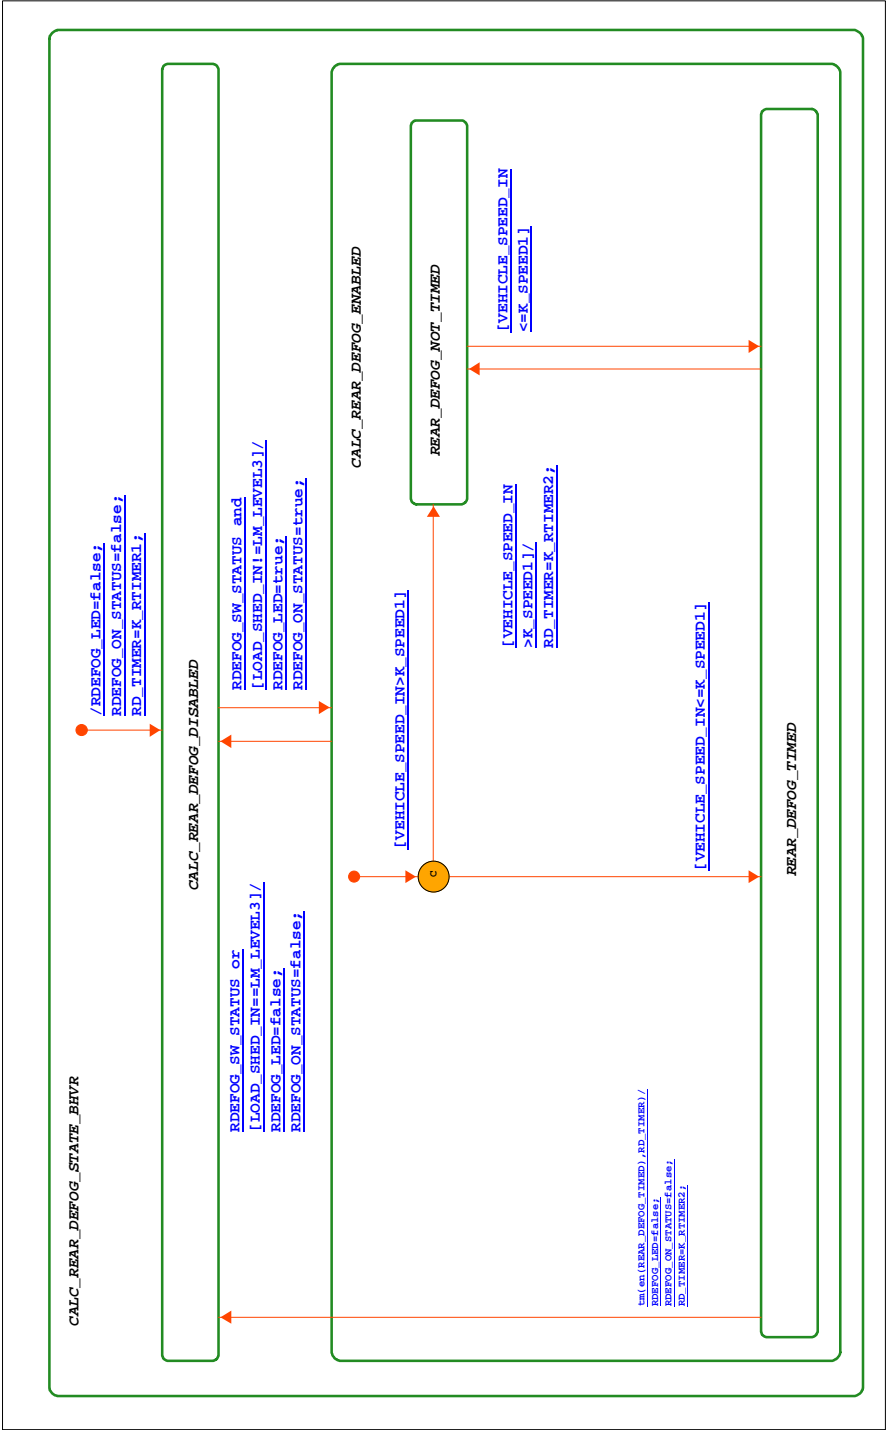 CALC_REAR_DEFOG_STATE_BHVR
/RDEFOG_LED=false;
RDEFOG_ON_STATUS=false;
RD_TIMER=K_RTIMER1;
CALC_REAR_DEFOG_DISABLED
RDEFOG_SW_STATUS or
[LOAD_SHED_IN==LM_LEVEL3]/
RDEFOG_LED=false;
RDEFOG_ON_STATUS=false;
RDEFOG_SW_STATUS and
[LOAD_SHED_IN!=LM_LEVEL3]/
RDEFOG_LED=true;
RDEFOG_ON_STATUS=true;
CALC_REAR_DEFOG_ENABLED
[VEHICLE_SPEED_IN>K_SPEED1]
C
REAR_DEFOG_NOT_TIMED
[VEHICLE_SPEED_IN
>K_SPEED1]/
RD_TIMER=K_RTIMER2;
[VEHICLE_SPEED_IN
<=K_SPEED1]
tm(en(REAR_DEFOG_TIMED),RD_TIMER)/
RDEFOG_LED=false;
RDEFOG_ON_STATUS=false;
RD_TIMER=K_RTIMER2;
[VEHICLE_SPEED_IN<=K_SPEED1]
REAR_DEFOG_TIMED